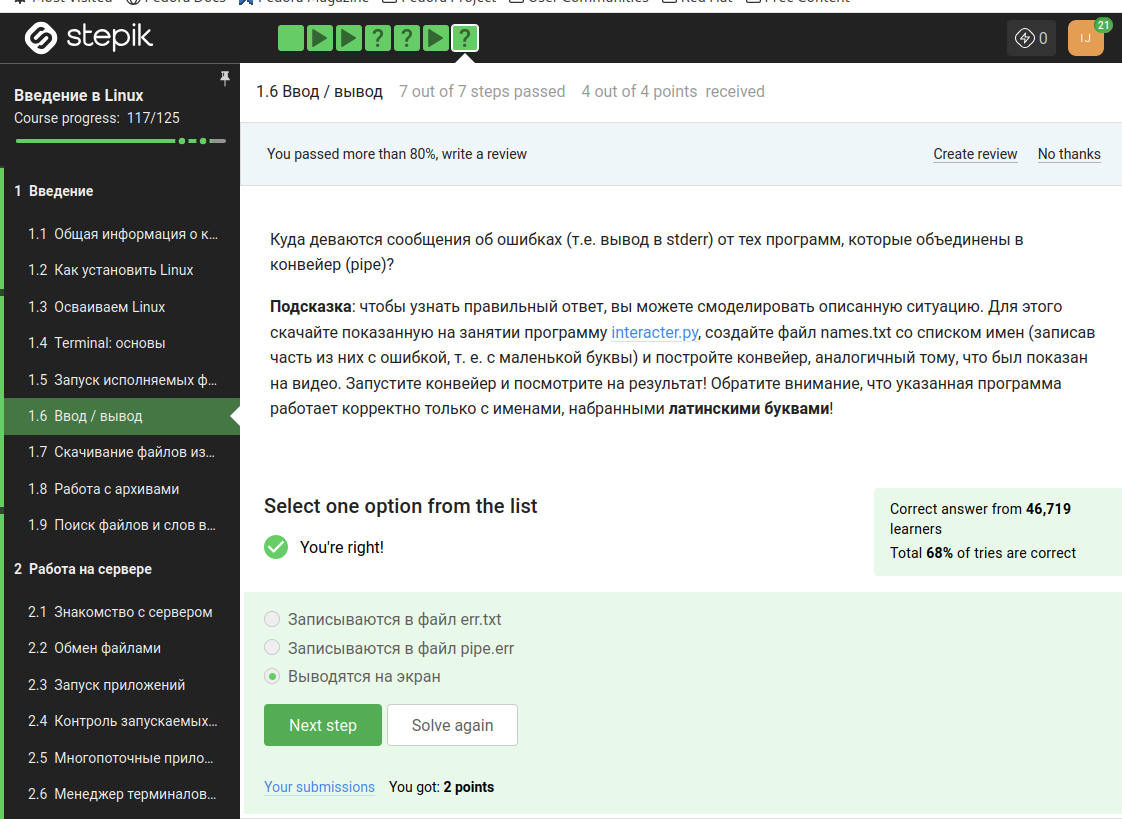 Most Visited Fedora Docs Fedora Magazine Fedora Project User Communities Red Hat Free Content
stepik
? ? ?
0
IJ
21
Введение в Linux
Course progress: 117/125
1 Введение
1.1 Общая информация о к...
1.2 Как установить Linux
1.3 Осваиваем Linux
1.4 Terminal: основы
1.5 Запуск исполняемых ф...
1.6 Ввод / вывод
1.7 Скачивание файлов из...
1.8 Работа с архивами
1.9 Поиск файлов и слов в...
2 Работа на сервере
2.1 Знакомство с сервером
2.2 Обмен файлами
2.3 Запуск приложений
2.4 Контроль запускаемых...
2.5 Многопоточные прило...
2.6 Менеджер терминалов...
1.6 Ввод / вывод 7 out of 7 steps passed 4 out of 4 points received
You passed more than 80%, write a review
Create review No thanks
Куда деваются сообщения об ошибках (т.е. вывод в stderr) от тех программ, которые объединены в
конвейер (pipe)?
Подсказка: чтобы узнать правильный ответ, вы можете смоделировать описанную ситуацию. Для этого
скачайте показанную на занятии программу interacter.py, создайте файл names.txt со списком имен (записав
часть из них с ошибкой, т. е. с маленькой буквы) и постройте конвейер, аналогичный тому, что был показан
на видео. Запустите конвейер и посмотрите на результат! Обратите внимание, что указанная программа
работает корректно только с именами, набранными латинскими буквами!
Select one option from the list
You're right!
Correct answer from 46,719
learners
Total 68% of tries are correct
Записываются в файл err.txt
Записываются в файл pipe.err
Выводятся на экран
Next step
Solve again
Your submissions You got: 2 points